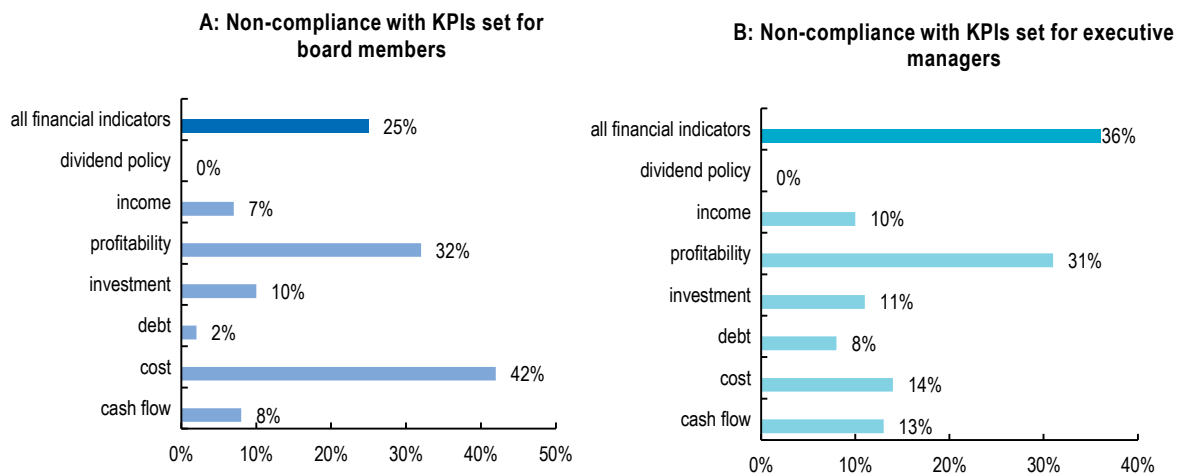 A: Non-compliance with KPIs set for
board members
all financial indicators 25%
dividend policy 0%
income 7%
profitability 32%
investment 10%
debt 2%
cost 42%
cash flow 8%
0% 10% 20% 30% 40% 50%
B: Non-compliance with KPIs set for executive
managers
all financial indicators 36%
dividend policy 0%
income 10%
profitability 31%
investment 11%
debt 8%
cost 14%
cash flow 13%
0% 10% 20% 30% 40%